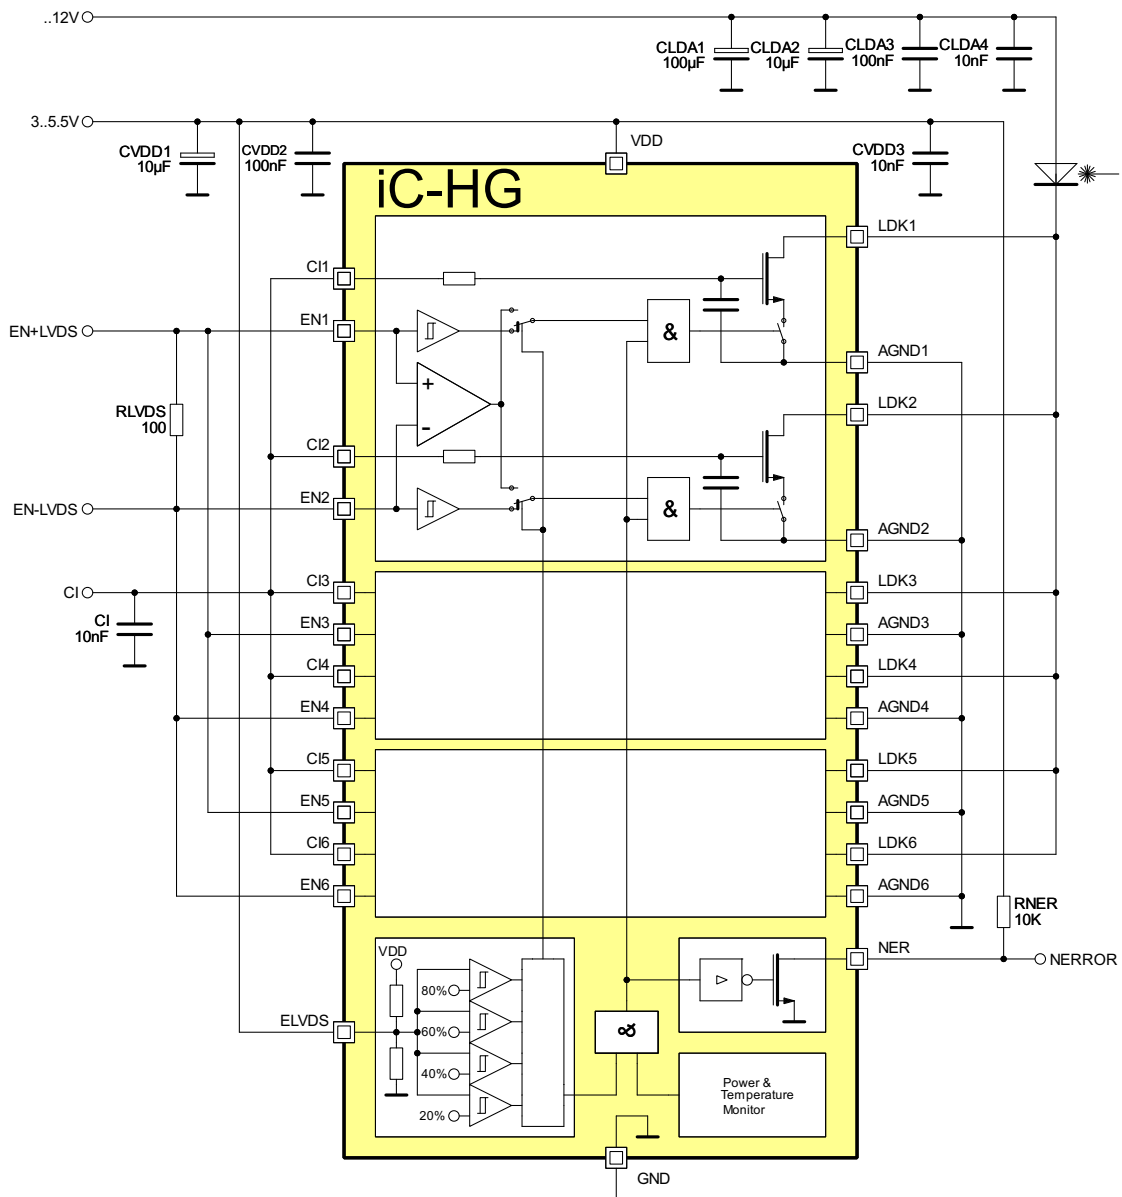 ..12V
CLDA1
100µF
CLDA2
10µF
CLDA3
100nF
CLDA4
10nF
3..5.5V
CVDD1
10µF
CVDD2
100nF
VDD
CVDD3
10nF
iC-HG
LDK1
CI1
EN+LVDS
EN1
&
AGND1
+
RLVDS
100
LDK2
-
CI2
EN-LVDS
EN2
&
AGND2
CI
CI3
LDK3
CI
10nF
EN3
AGND3
CI4
LDK4
EN4
AGND4
CI5
LDK5
EN5
AGND5
CI6
LDK6
EN6
AGND6
RNER
10K
VDD
NER
NERROR
80%
ELVDS
60%
&
40%
20%
Power &
Temperature
Monitor
GND